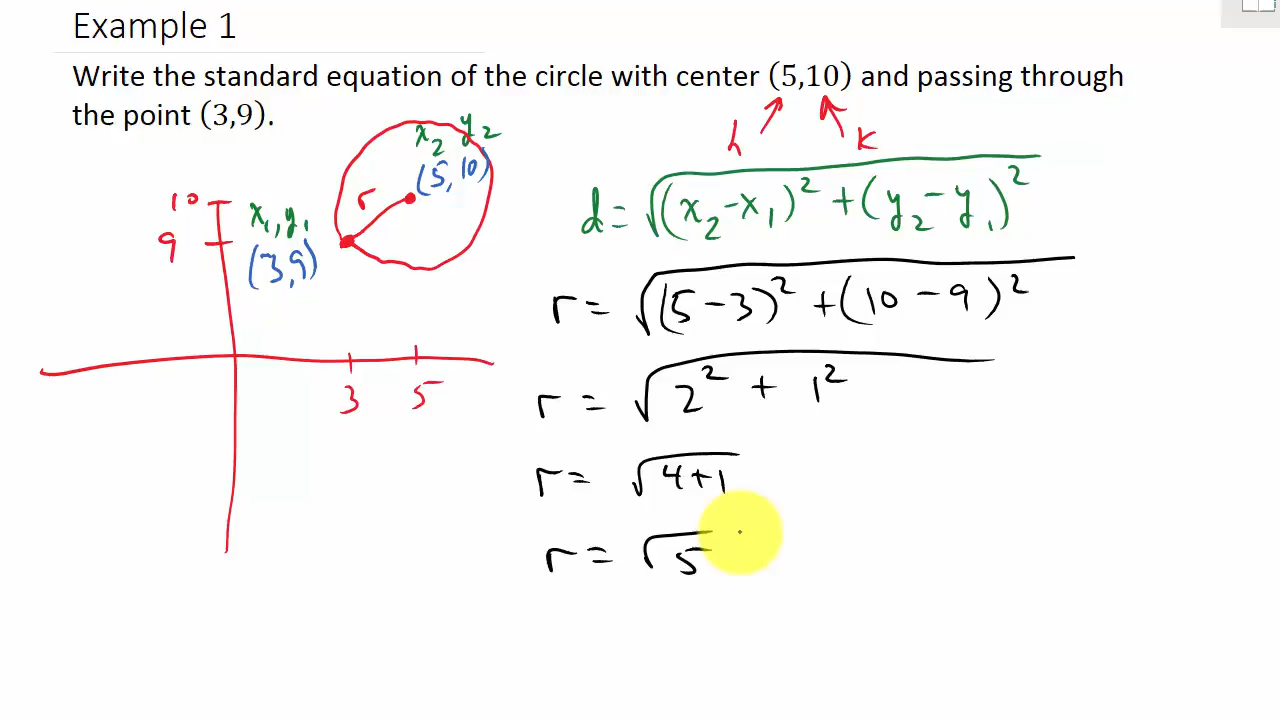 Example 1
Write the standard equation of the circle with center (5,10) and passing through
the point (3,9).
h k
x₂ y₂
(5,10)
r
10
9
x₁,y₁
(3,9)
3 5
d=√(x₂-x₁)²+(y₂-y₁)²
r=√(5-3)²+(10-9)²
r=√2²+1²
r=√4+1
r=√5